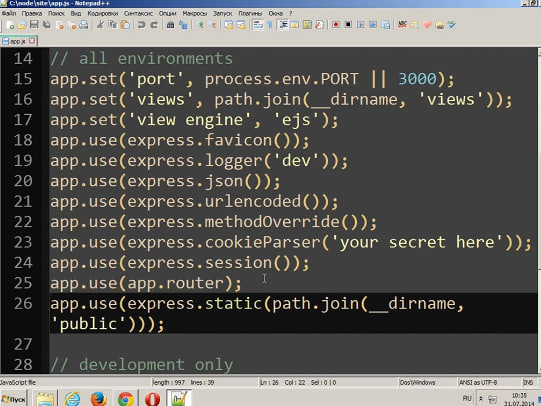 C:\node\site\app.js - Notepad++
Файл Правка Поиск Вид Кодировки Синтаксис Опции Макросы Запуск Плагины Окна ?
app.js
14 // all environments
15 app.set('port', process.env.PORT || 3000);
16 app.set('views', path.join(__dirname, 'views'));
17 app.set('view engine', 'ejs');
18 app.use(express.favicon());
19 app.use(express.logger('dev'));
20 app.use(express.json());
21 app.use(express.urlencoded());
22 app.use(express.methodOverride());
23 app.use(express.cookieParser('your secret here'));
24 app.use(express.session());
25 app.use(app.router);
26 app.use(express.static(path.join(__dirname,
'public')));
27
28 // development only
JavaScript file length : 997 lines : 39 Ln : 26 Col : 22 Sel : 0 | 0 Dos\Windows ANSI as UTF-8 INS
RU 10:35
31.07.2014